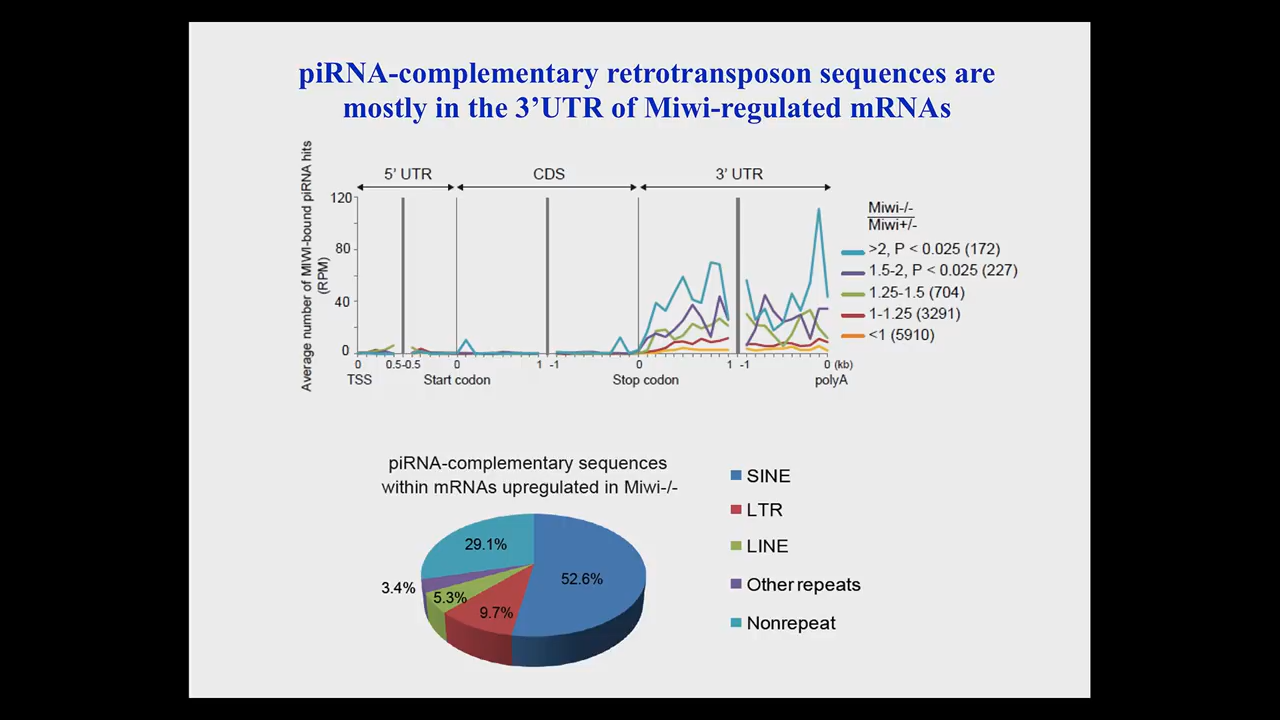 piRNA-complementary retrotransposon sequences are
mostly in the 3’UTR of Miwi-regulated mRNAs
Average number of MIWI-bound piRNA hits
(RPM)
5’ UTR
CDS
3’ UTR
120
80
40
0
0 0.5-0.5 0 1 -1 0 1 -1 0 (kb)
TSS Start codon Stop codon polyA
Miwi-/-
Miwi+/-
>2, P < 0.025 (172)
1.5-2, P < 0.025 (227)
1.25-1.5 (704)
1-1.25 (3291)
<1 (5910)
piRNA-complementary sequences
within mRNAs upregulated in Miwi-/-
29.1%
52.6%
3.4%
5.3%
9.7%
SINE
LTR
LINE
Other repeats
Nonrepeat